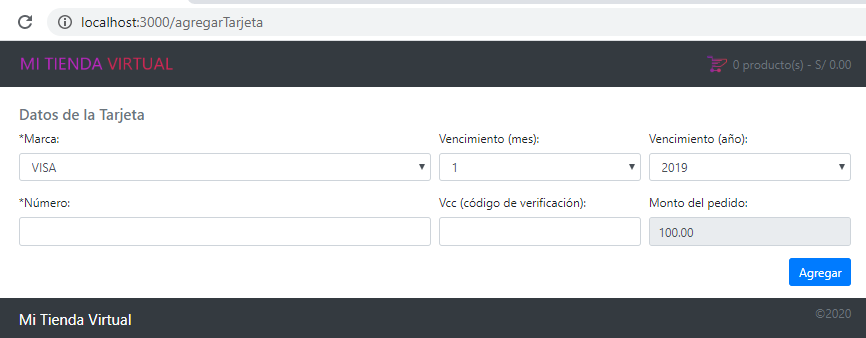 localhost:3000/agregarTarjeta
MI TIENDA VIRTUAL
0 producto(s) - S/ 0.00
Datos de la Tarjeta
*Marca:
Vencimiento (mes):
Vencimiento (año):
VISA
1
2019
*Número:
Vcc (código de verificación):
Monto del pedido:
100.00
Agregar
Mi Tienda Virtual
©2020